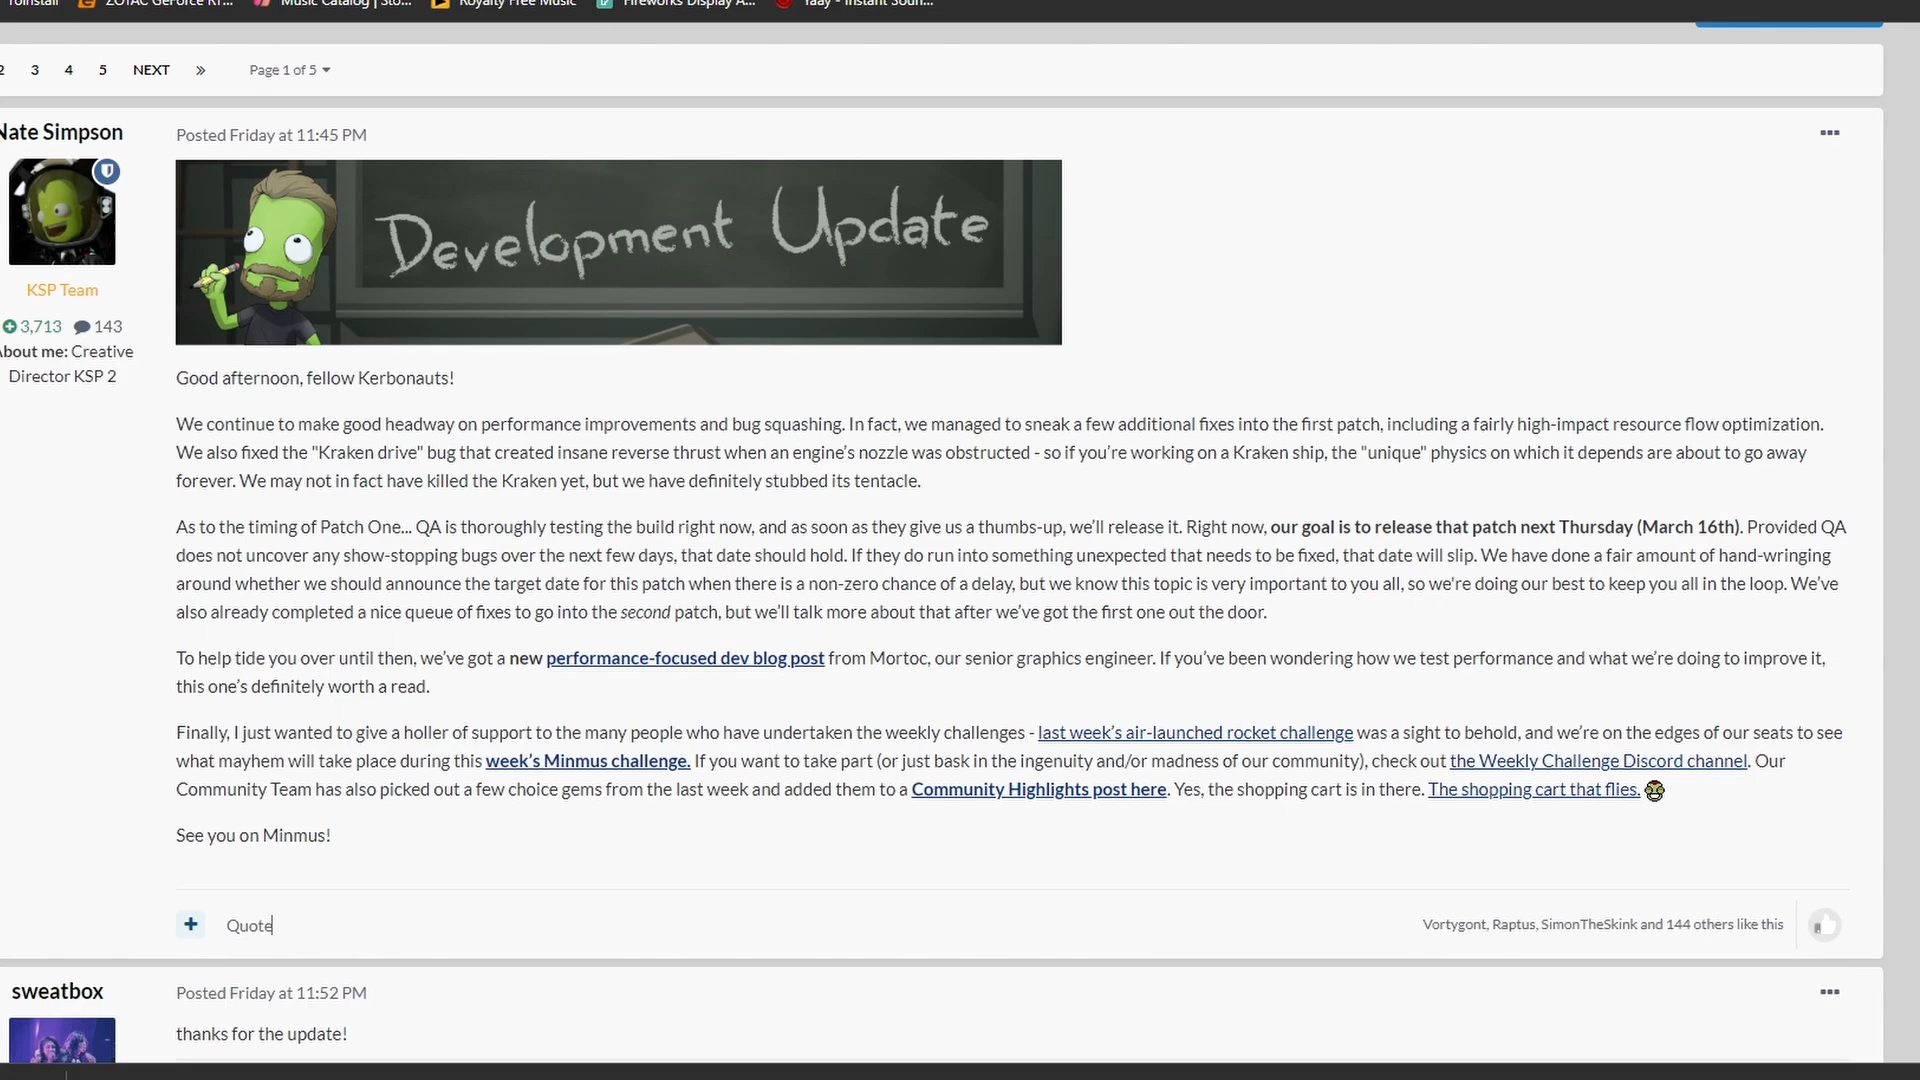 ZOTAC GeForce RT... Music Catalog | Sto... Royalty Free Music Fireworks Display A... Yaay - Instant Soun...
2 3 4 5 NEXT » Page 1 of 5
Nate Simpson
Posted Friday at 11:45 PM
Development Update
KSP Team
3,713 143
About me: Creative
Director KSP 2
Good afternoon, fellow Kerbonauts!
We continue to make good headway on performance improvements and bug squashing. In fact, we managed to sneak a few additional fixes into the first patch, including a fairly high-impact resource flow optimization.
We also fixed the "Kraken drive" bug that created insane reverse thrust when an engine’s nozzle was obstructed - so if you’re working on a Kraken ship, the "unique" physics on which it depends are about to go away
forever. We may not in fact have killed the Kraken yet, but we have definitely stubbed its tentacle.
As to the timing of Patch One... QA is thoroughly testing the build right now, and as soon as they give us a thumbs-up, we’ll release it. Right now, our goal is to release that patch next Thursday (March 16th). Provided QA
does not uncover any show-stopping bugs over the next few days, that date should hold. If they do run into something unexpected that needs to be fixed, that date will slip. We have done a fair amount of hand-wringing
around whether we should announce the target date for this patch when there is a non-zero chance of a delay, but we know this topic is very important to you all, so we're doing our best to keep you all in the loop. We’ve
also already completed a nice queue of fixes to go into the second patch, but we’ll talk more about that after we’ve got the first one out the door.
To help tide you over until then, we’ve got a new performance-focused dev blog post from Mortoc, our senior graphics engineer. If you’ve been wondering how we test performance and what we’re doing to improve it,
this one’s definitely worth a read.
Finally, I just wanted to give a holler of support to the many people who have undertaken the weekly challenges - last week’s air-launched rocket challenge was a sight to behold, and we’re on the edges of our seats to see
what mayhem will take place during this week’s Minmus challenge. If you want to take part (or just bask in the ingenuity and/or madness of our community), check out the Weekly Challenge Discord channel. Our
Community Team has also picked out a few choice gems from the last week and added them to a Community Highlights post here. Yes, the shopping cart is in there. The shopping cart that flies.
See you on Minmus!
+ Quote
Vortygont, Raptus, SimonTheSkink and 144 others like this
sweatbox
Posted Friday at 11:52 PM
thanks for the update!